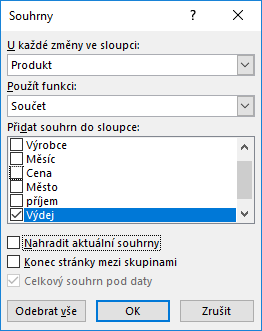 Souhrny
U každé změny ve sloupci:
Produkt
Použít funkci:
Součet
Přidat souhrn do sloupce:
Výrobce
Měsíc
Cena
Město
příjem
Výdej
Nahradit aktuální souhrny
Konec stránky mezi skupinami
Celkový souhrn pod daty
Odebrat vše
OK
Zrušit